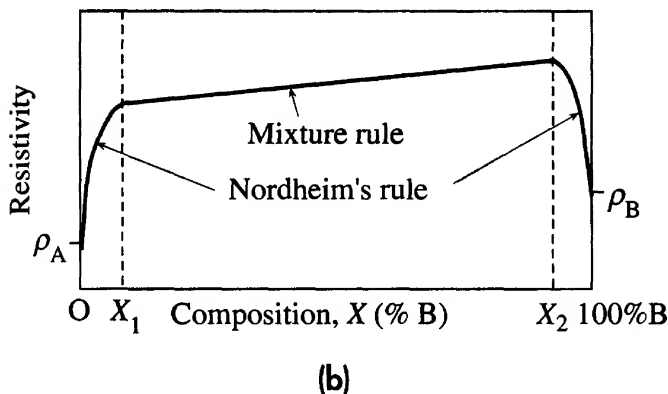 Resistivity
Mixture rule
Nordheim's rule
ρA
ρB
O X1 Composition, X (% B) X2 100%B
(b)